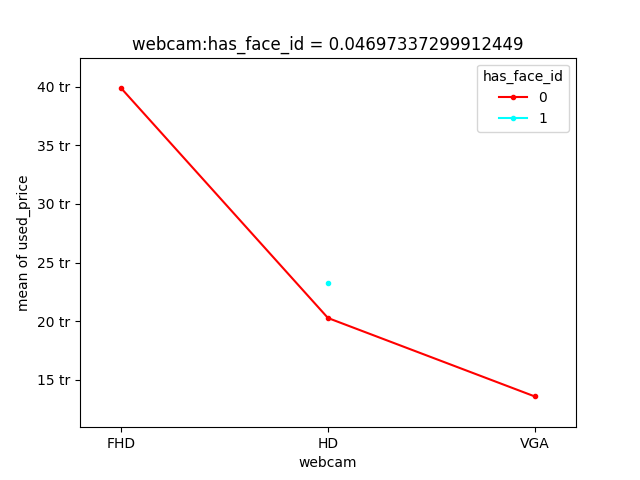 webcam:has_face_id = 0.04697337299912449
has_face_id
0
1
40 tr
35 tr
30 tr
25 tr
20 tr
15 tr
mean of used_price
FHD
HD
VGA
webcam